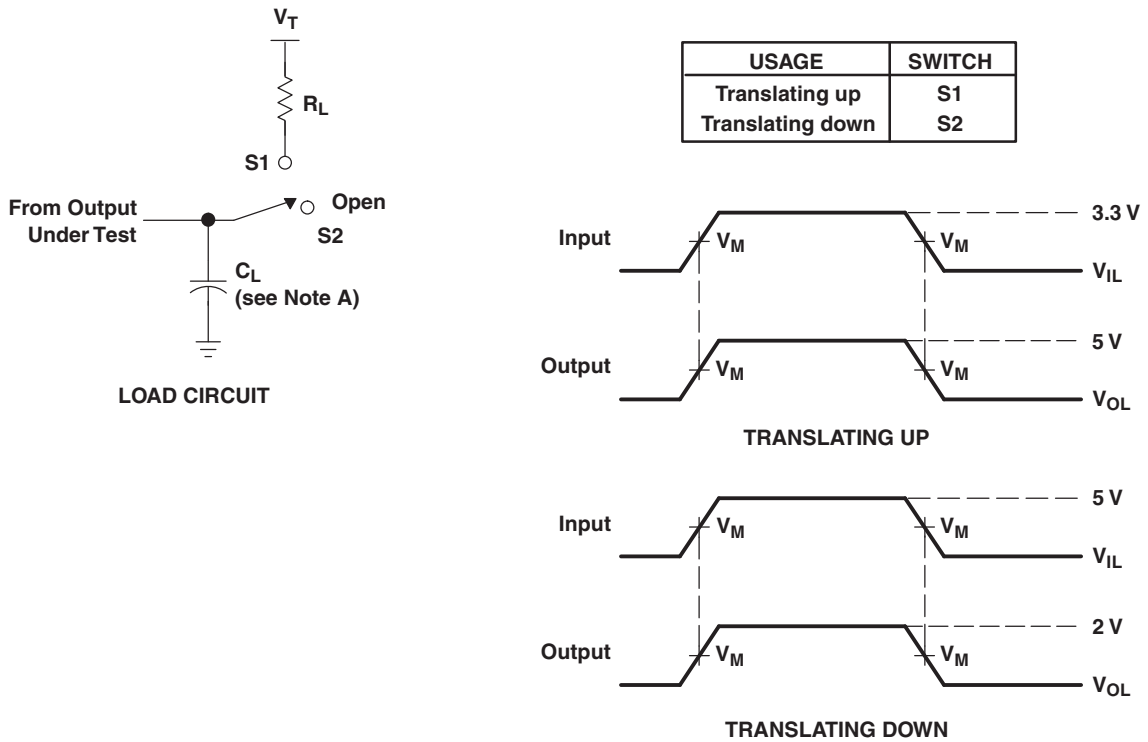 V_T
R_L
S1
Open
S2
From Output
Under Test
C_L
(see Note A)
LOAD CIRCUIT
USAGE SWITCH
Translating up S1
Translating down S2
3.3 V
Input V_M V_M
V_IL
5 V
Output V_M V_M
V_OL
TRANSLATING UP
5 V
Input V_M V_M
V_IL
2 V
Output V_M V_M
V_OL
TRANSLATING DOWN